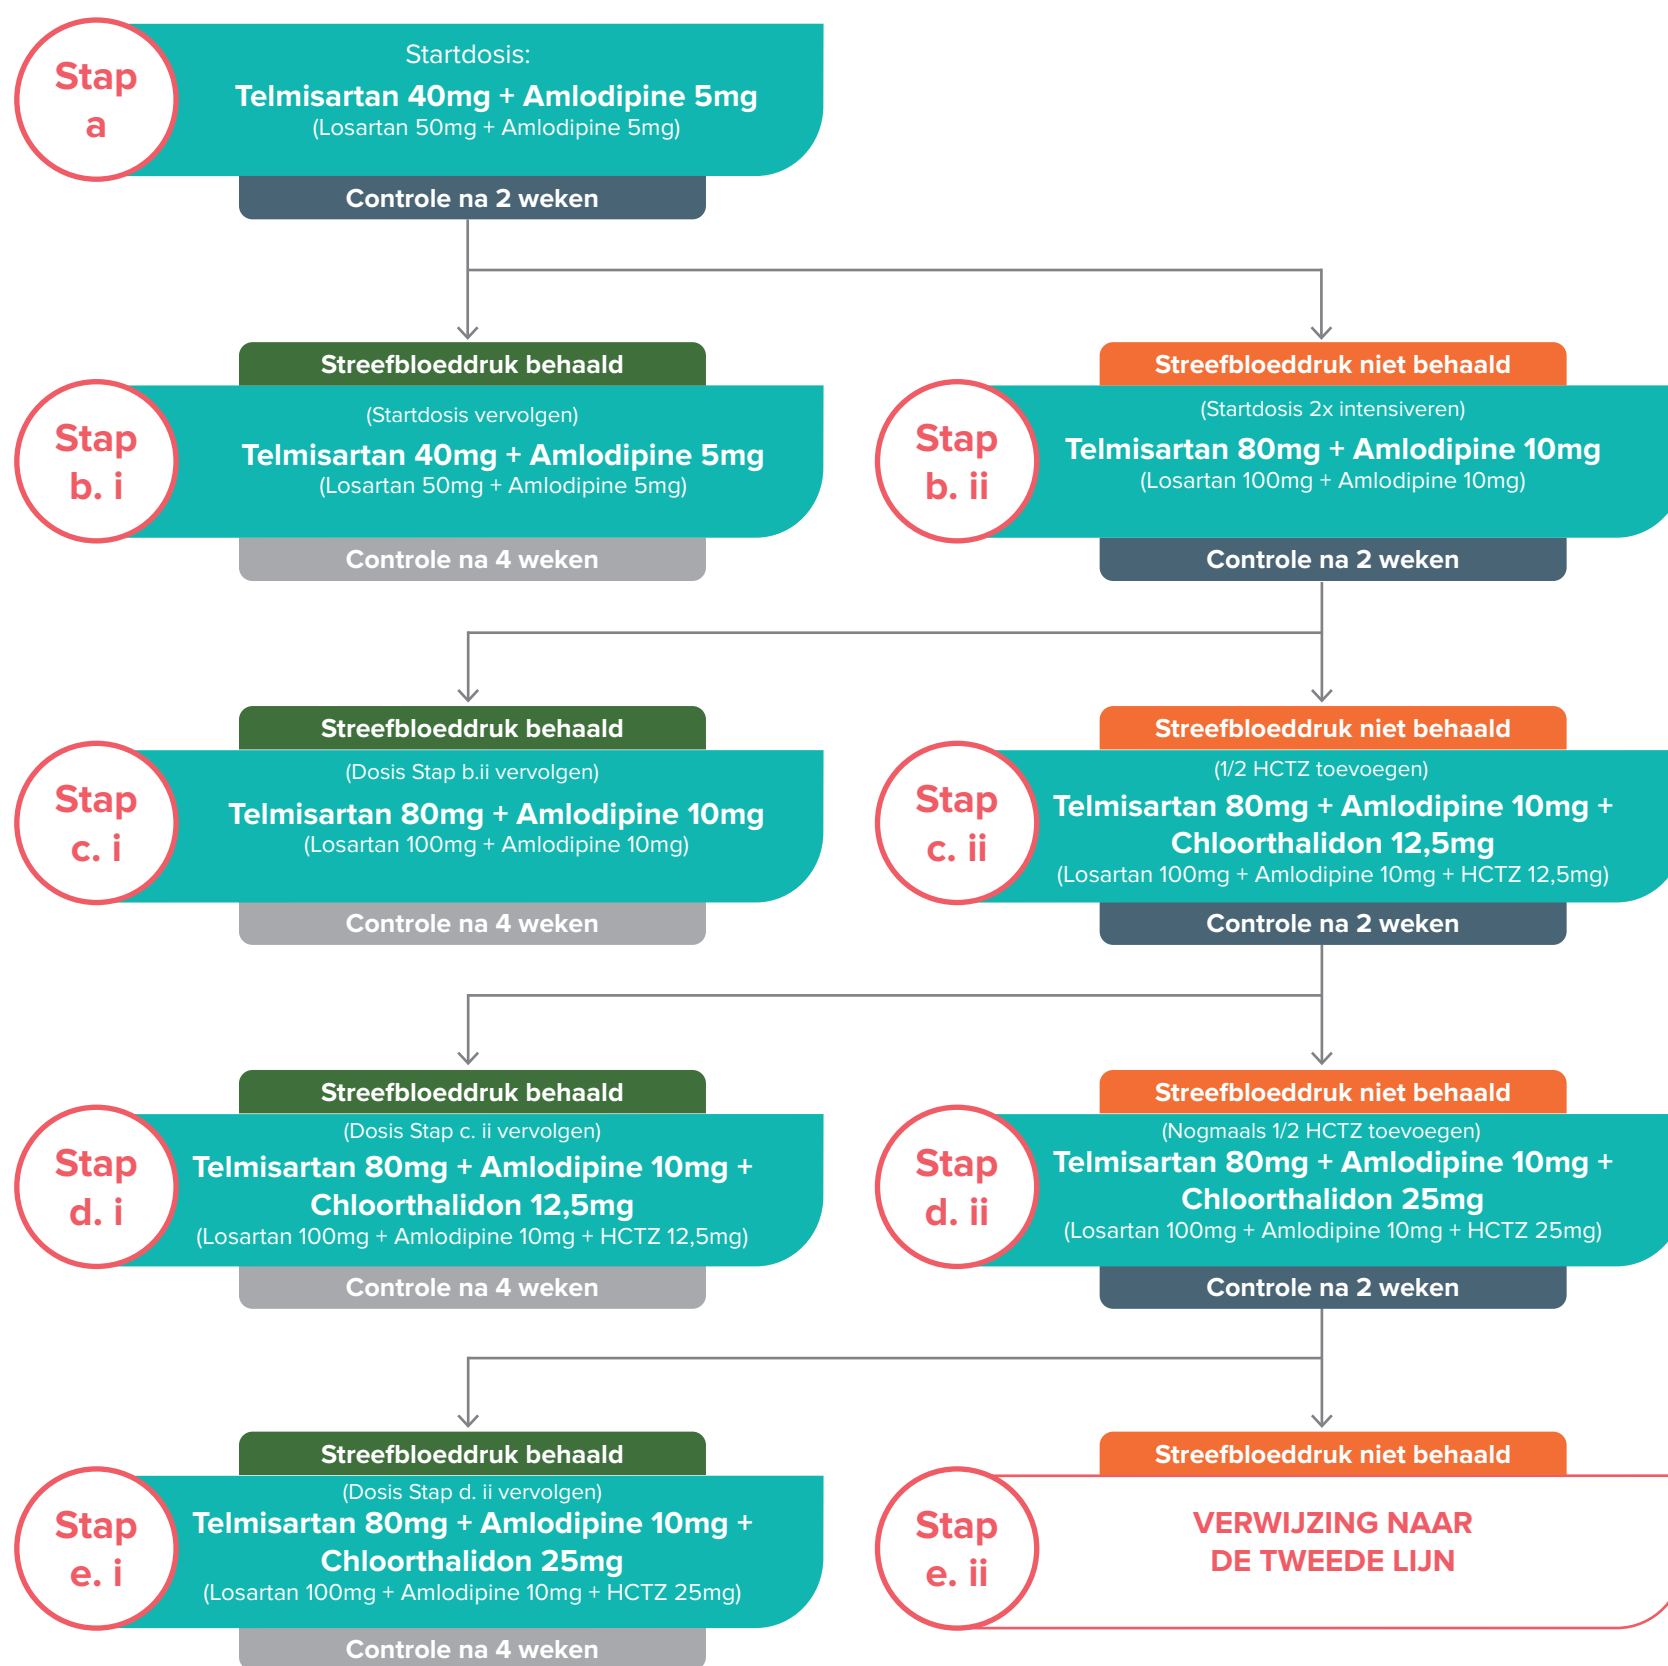 Stap
a
Startdosis:
Telmisartan 40mg + Amlodipine 5mg
(Losartan 50mg + Amlodipine 5mg)
Controle na 2 weken
Streefbloeddruk behaald
Stap
b. i
(Startdosis vervolgen)
Telmisartan 40mg + Amlodipine 5mg
(Losartan 50mg + Amlodipine 5mg)
Controle na 4 weken
Streefbloeddruk niet behaald
Stap
b. ii
(Startdosis 2x intensiveren)
Telmisartan 80mg + Amlodipine 10mg
(Losartan 100mg + Amlodipine 10mg)
Controle na 2 weken
Streefbloeddruk behaald
Stap
c. i
(Dosis Stap b.ii vervolgen)
Telmisartan 80mg + Amlodipine 10mg
(Losartan 100mg + Amlodipine 10mg)
Controle na 4 weken
Streefbloeddruk niet behaald
Stap
c. ii
(1/2 HCTZ toevoegen)
Telmisartan 80mg + Amlodipine 10mg +
Chloorthalidon 12,5mg
(Losartan 100mg + Amlodipine 10mg + HCTZ 12,5mg)
Controle na 2 weken
Streefbloeddruk behaald
Stap
d. i
(Dosis Stap c. ii vervolgen)
Telmisartan 80mg + Amlodipine 10mg +
Chloorthalidon 12,5mg
(Losartan 100mg + Amlodipine 10mg + HCTZ 12,5mg)
Controle na 4 weken
Streefbloeddruk niet behaald
Stap
d. ii
(Nogmaals 1/2 HCTZ toevoegen)
Telmisartan 80mg + Amlodipine 10mg +
Chloorthalidon 25mg
(Losartan 100mg + Amlodipine 10mg + HCTZ 25mg)
Controle na 2 weken
Streefbloeddruk behaald
Stap
e. i
(Dosis Stap d. ii vervolgen)
Telmisartan 80mg + Amlodipine 10mg +
Chloorthalidon 25mg
(Losartan 100mg + Amlodipine 10mg + HCTZ 25mg)
Controle na 4 weken
Streefbloeddruk niet behaald
Stap
e. ii
VERWIJZING NAAR
DE TWEEDE LIJN